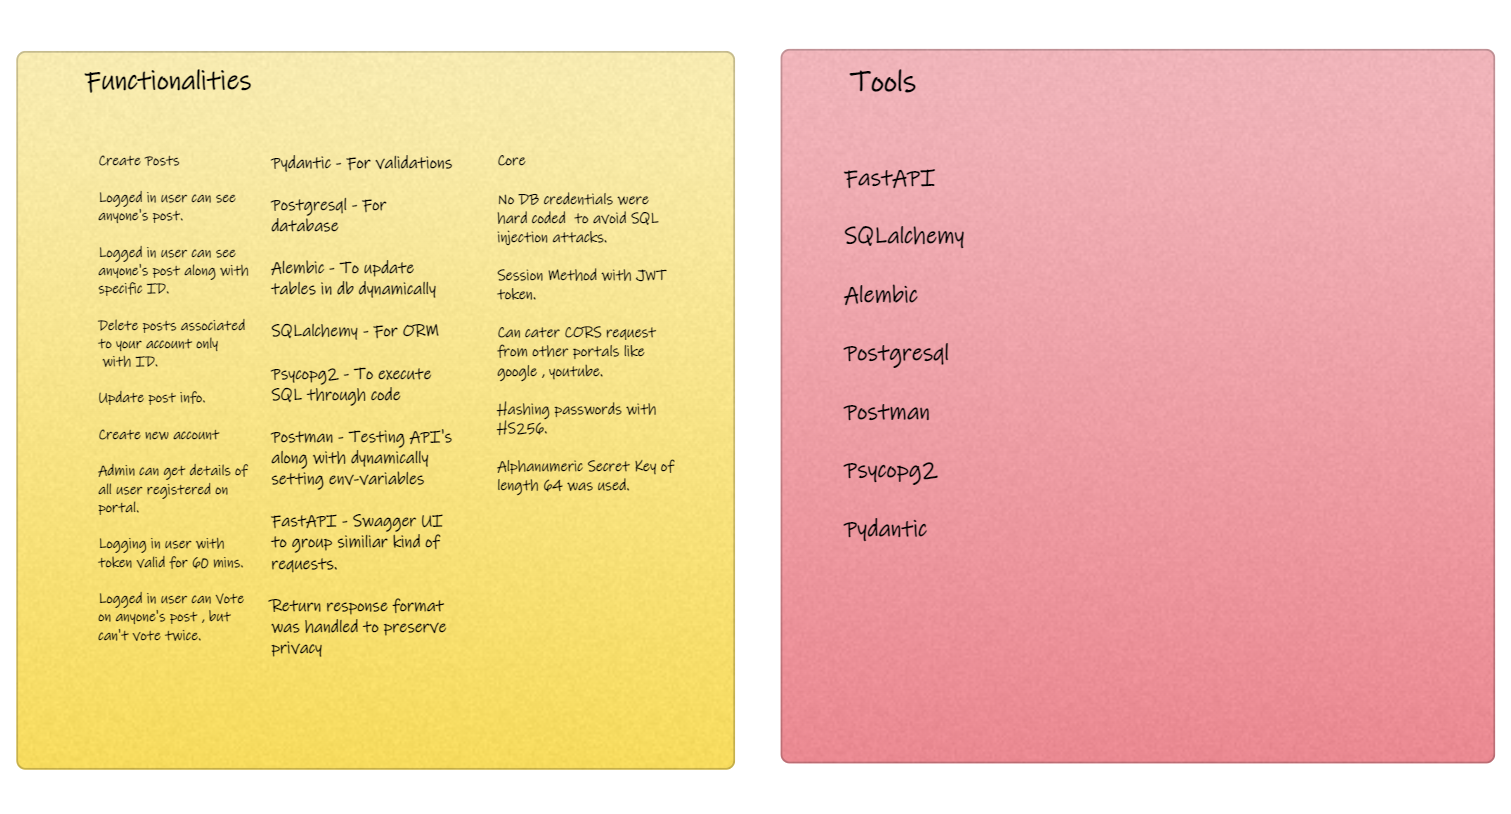 Functionalities
Create Posts
Logged in user can see
anyone's post.
Logged in user can see
anyone's post along with
specific ID.
Delete posts associated
to your account only
with ID.
Update post info.
Create new account
Admin can get details of
all user registered on
portal.
Logging in user with
token valid for 60 mins.
Logged in user can Vote
on anyone's post , but
can't vote twice.
Pydantic - For validations
Postgresql - For
database
Alembic - To update
tables in db dynamically
SQLalchemy - For ORM
Psycopg2 - To execute
SQL through code
Postman - Testing API's
along with dynamically
setting env-variables
FastAPI - Swagger UI
to group similiar kind of
requests.
Return response format
was handled to preserve
privacy
Core
No DB credentials were
hard coded to avoid SQL
injection attacks.
Session Method with JWT
token.
Can cater CORS request
from other portals like
google , youtube.
Hashing passwords with
HS256.
Alphanumeric Secret Key of
length 64 was used.
Tools
FastAPI
SQLalchemy
Alembic
Postgresql
Postman
Psycopg2
Pydantic